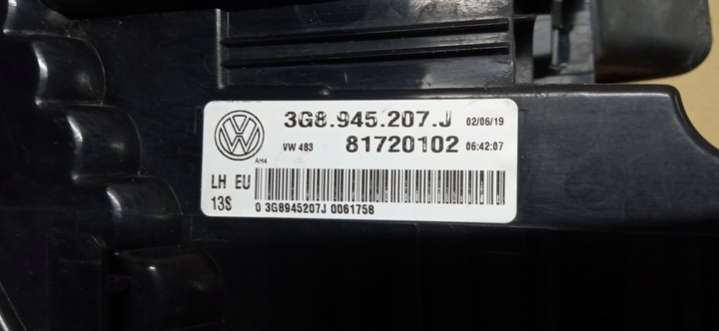 3G8.945.207.J 02/06/19
VW 483 81720102 06:42:07
AH4
LH EU
13S 0 3G8945207J 0061758